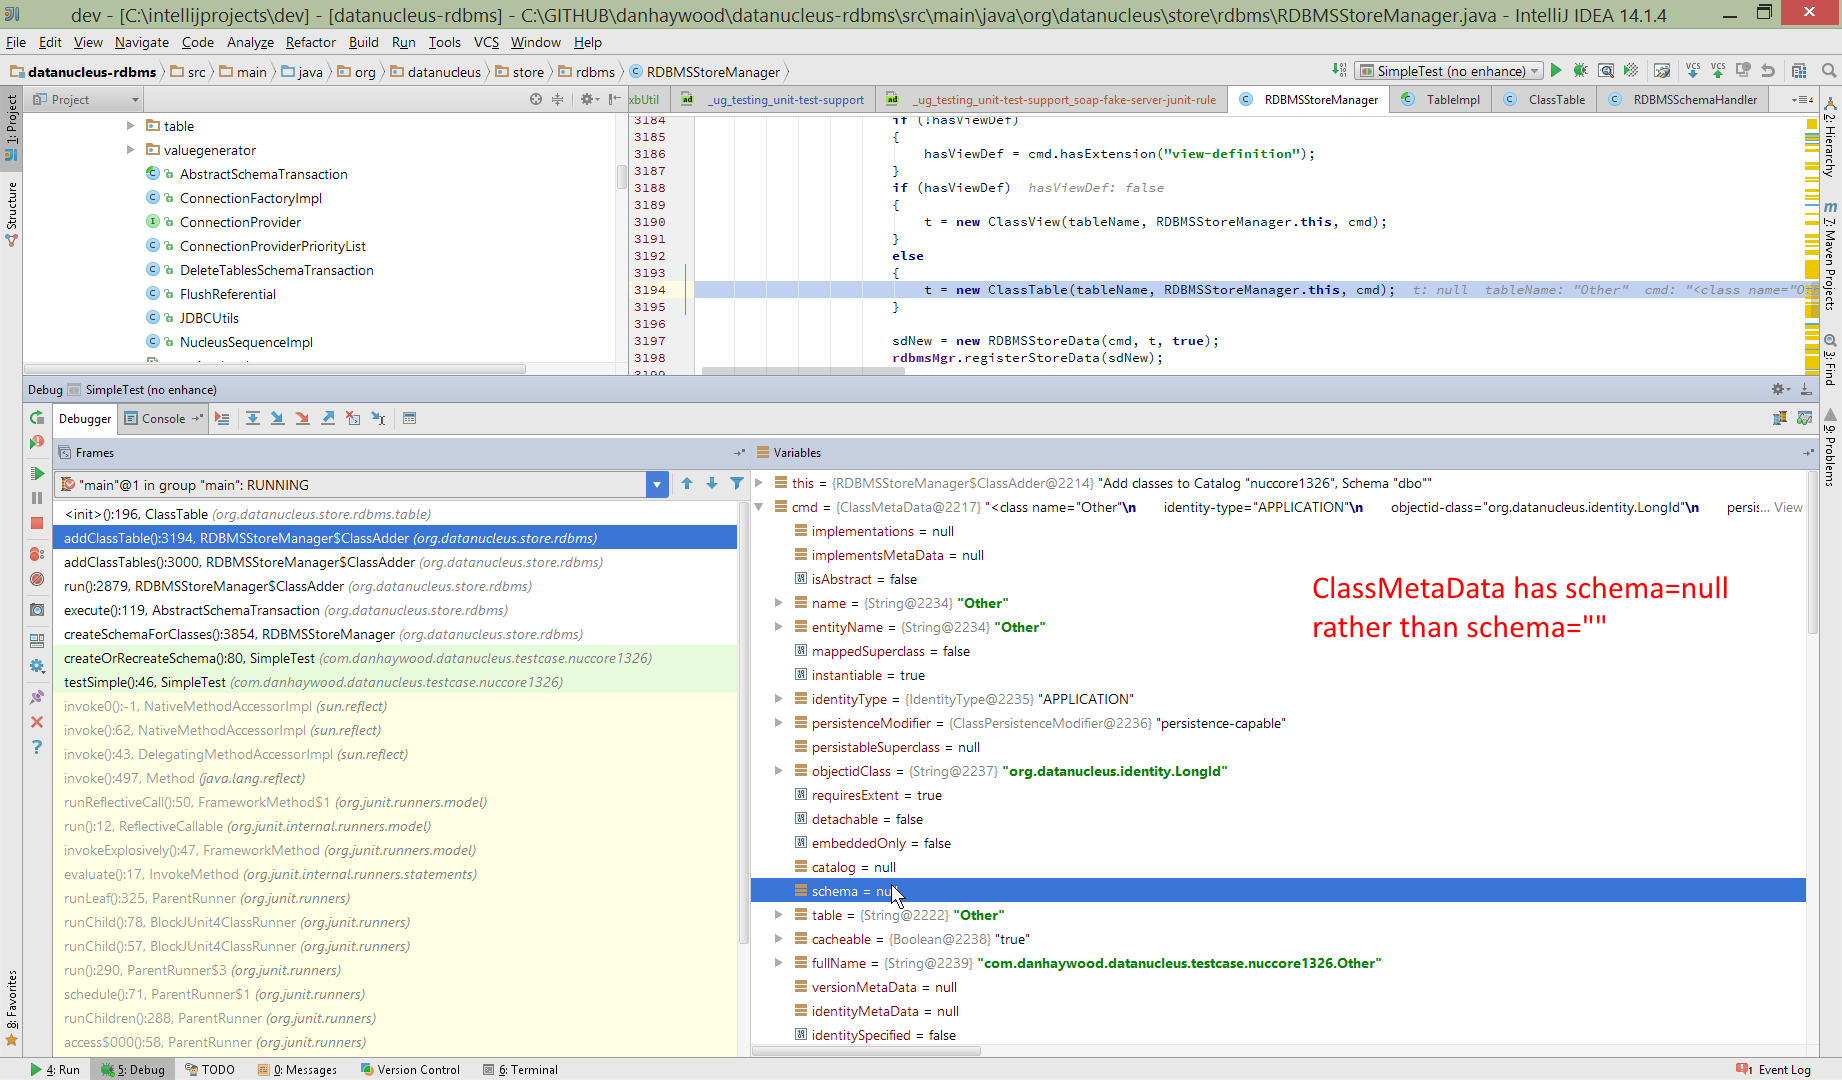 dev - [C:\intellijprojects\dev] - [datanucleus-rdbms] - C:\GITHUB\danhaywood\datanucleus-rdbms\src\main\java\org\datanucleus\store\rdbms\RDBMSStoreManager.java - IntelliJ IDEA 14.1.4
File Edit View Navigate Code Analyze Refactor Build Run Tools VCS Window Help
datanucleus-rdbms src main java org datanucleus store rdbms RDBMSStoreManager
SimpleTest (no enhance)
Project
xbUtil _ug_testing_unit-test-support _ug_testing_unit-test-support_soap-fake-server-junit-rule RDBMSStoreManager TableImpl ClassTable RDBMSSchemaHandler
1: Project
Structure
8: Favorites
table
valuegenerator
AbstractSchemaTransaction
ConnectionFactoryImpl
ConnectionProvider
ConnectionProviderPriorityList
DeleteTablesSchemaTransaction
FlushReferential
JDBCUtils
NucleusSequenceImpl
3184 if (!hasViewDef)
3185 {
3186 hasViewDef = cmd.hasExtension("view-definition");
3187 }
3188 if (hasViewDef) hasViewDef: false
3189 {
3190 t = new ClassView(tableName, RDBMSStoreManager.this, cmd);
3191 }
3192 else
3193 {
3194 t = new ClassTable(tableName, RDBMSStoreManager.this, cmd); t: null tableName: "Other" cmd: "<class name="Oth
3195 }
3196
3197 sdNew = new RDBMSStoreData(cmd, t, true);
3198 rdbmsMgr.registerStoreData(sdNew);
3199
2: Hierarchy
7: Maven Projects
3: Find
9: Problems
Debug SimpleTest (no enhance)
Debugger Console
Frames
"main"@1 in group "main": RUNNING
<init>():196, ClassTable (org.datanucleus.store.rdbms.table)
addClassTable():3194, RDBMSStoreManager$ClassAdder (org.datanucleus.store.rdbms)
addClassTables():3000, RDBMSStoreManager$ClassAdder (org.datanucleus.store.rdbms)
run():2879, RDBMSStoreManager$ClassAdder (org.datanucleus.store.rdbms)
execute():119, AbstractSchemaTransaction (org.datanucleus.store.rdbms)
createSchemaForClasses():3854, RDBMSStoreManager (org.datanucleus.store.rdbms)
createOrRecreateSchema():80, SimpleTest (com.danhaywood.datanucleus.testcase.nuccore1326)
testSimple():46, SimpleTest (com.danhaywood.datanucleus.testcase.nuccore1326)
invoke0():-1, NativeMethodAccessorImpl (sun.reflect)
invoke():62, NativeMethodAccessorImpl (sun.reflect)
invoke():43, DelegatingMethodAccessorImpl (sun.reflect)
invoke():497, Method (java.lang.reflect)
runReflectiveCall():50, FrameworkMethod$1 (org.junit.runners.model)
run():12, ReflectiveCallable (org.junit.internal.runners.model)
invokeExplosively():47, FrameworkMethod (org.junit.runners.model)
evaluate():17, InvokeMethod (org.junit.internal.runners.statements)
runLeaf():325, ParentRunner (org.junit.runners)
runChild():78, BlockJUnit4ClassRunner (org.junit.runners)
runChild():57, BlockJUnit4ClassRunner (org.junit.runners)
run():290, ParentRunner$3 (org.junit.runners)
schedule():71, ParentRunner$1 (org.junit.runners)
runChildren():288, ParentRunner (org.junit.runners)
access$000():58, ParentRunner (org.junit.runners)
Variables
this = {RDBMSStoreManager$ClassAdder@2214} "Add classes to Catalog "nuccore1326", Schema "dbo""
cmd = {ClassMetaData@2217} "<class name="Other"\n identity-type="APPLICATION"\n objectid-class="org.datanucleus.identity.LongId"\n persis... View
implementations = null
implementsMetaData = null
isAbstract = false
name = {String@2234} "Other"
entityName = {String@2234} "Other"
mappedSuperclass = false
instantiable = true
identityType = {IdentityType@2235} "APPLICATION"
persistenceModifier = {ClassPersistenceModifier@2236} "persistence-capable"
persistableSuperclass = null
objectidClass = {String@2237} "org.datanucleus.identity.LongId"
requiresExtent = true
detachable = false
embeddedOnly = false
catalog = null
schema = null
table = {String@2222} "Other"
cacheable = {Boolean@2238} "true"
fullName = {String@2239} "com.danhaywood.datanucleus.testcase.nuccore1326.Other"
versionMetaData = null
identityMetaData = null
identitySpecified = false
ClassMetaData has schema=null
rather than schema=""
4: Run 5: Debug TODO 0: Messages Version Control 6: Terminal 1 Event Log